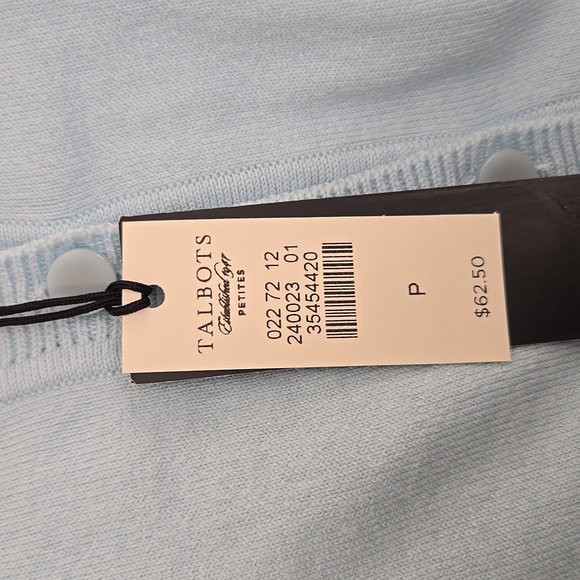 TALBOTS
Established 1947
PETITES
022 72 12
240023 01
35454420
P
$62.50